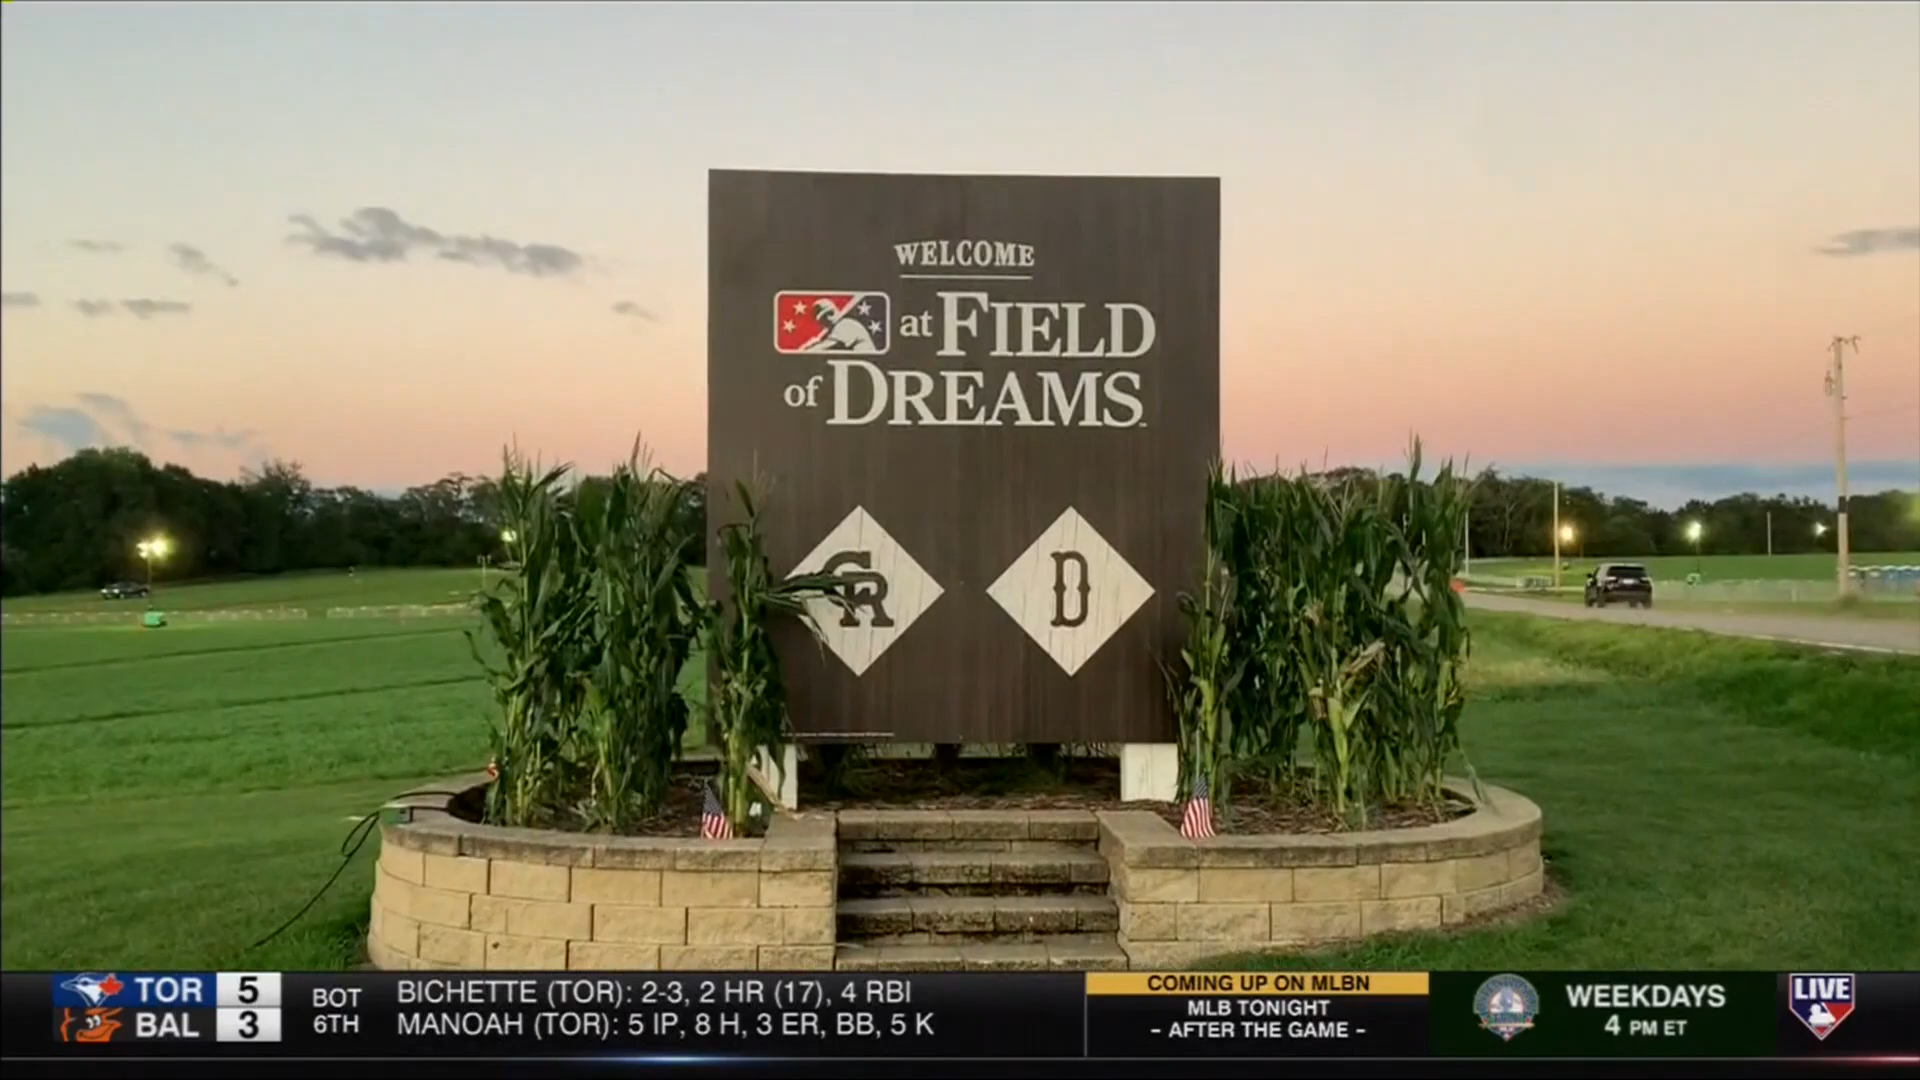 WELCOME
at FIELD
of DREAMS
CR
D
TOR 5
BAL 3
BOT
6TH
BICHETTE (TOR): 2-3, 2 HR (17), 4 RBI
MANOAH (TOR): 5 IP, 8 H, 3 ER, BB, 5 K
COMING UP ON MLBN
MLB TONIGHT
- AFTER THE GAME -
WEEKDAYS
4 PM ET
LIVE